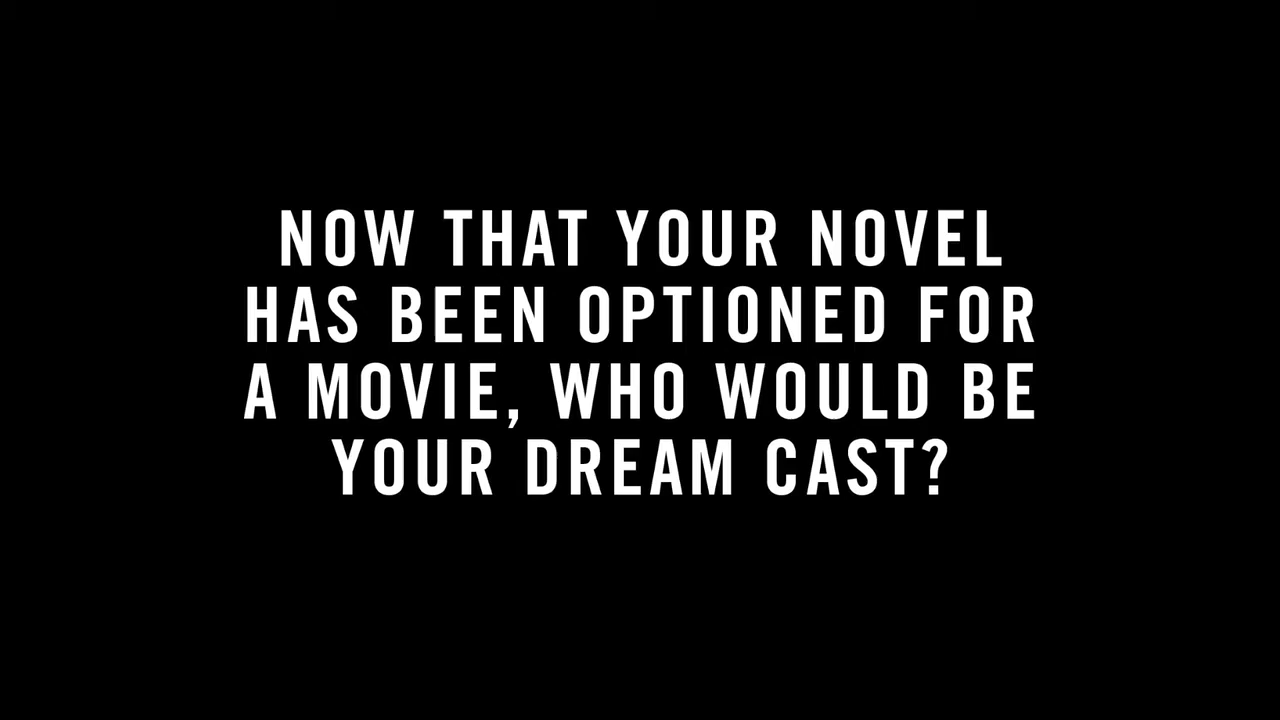 NOW THAT YOUR NOVEL
HAS BEEN OPTIONED FOR
A MOVIE, WHO WOULD BE
YOUR DREAM CAST?